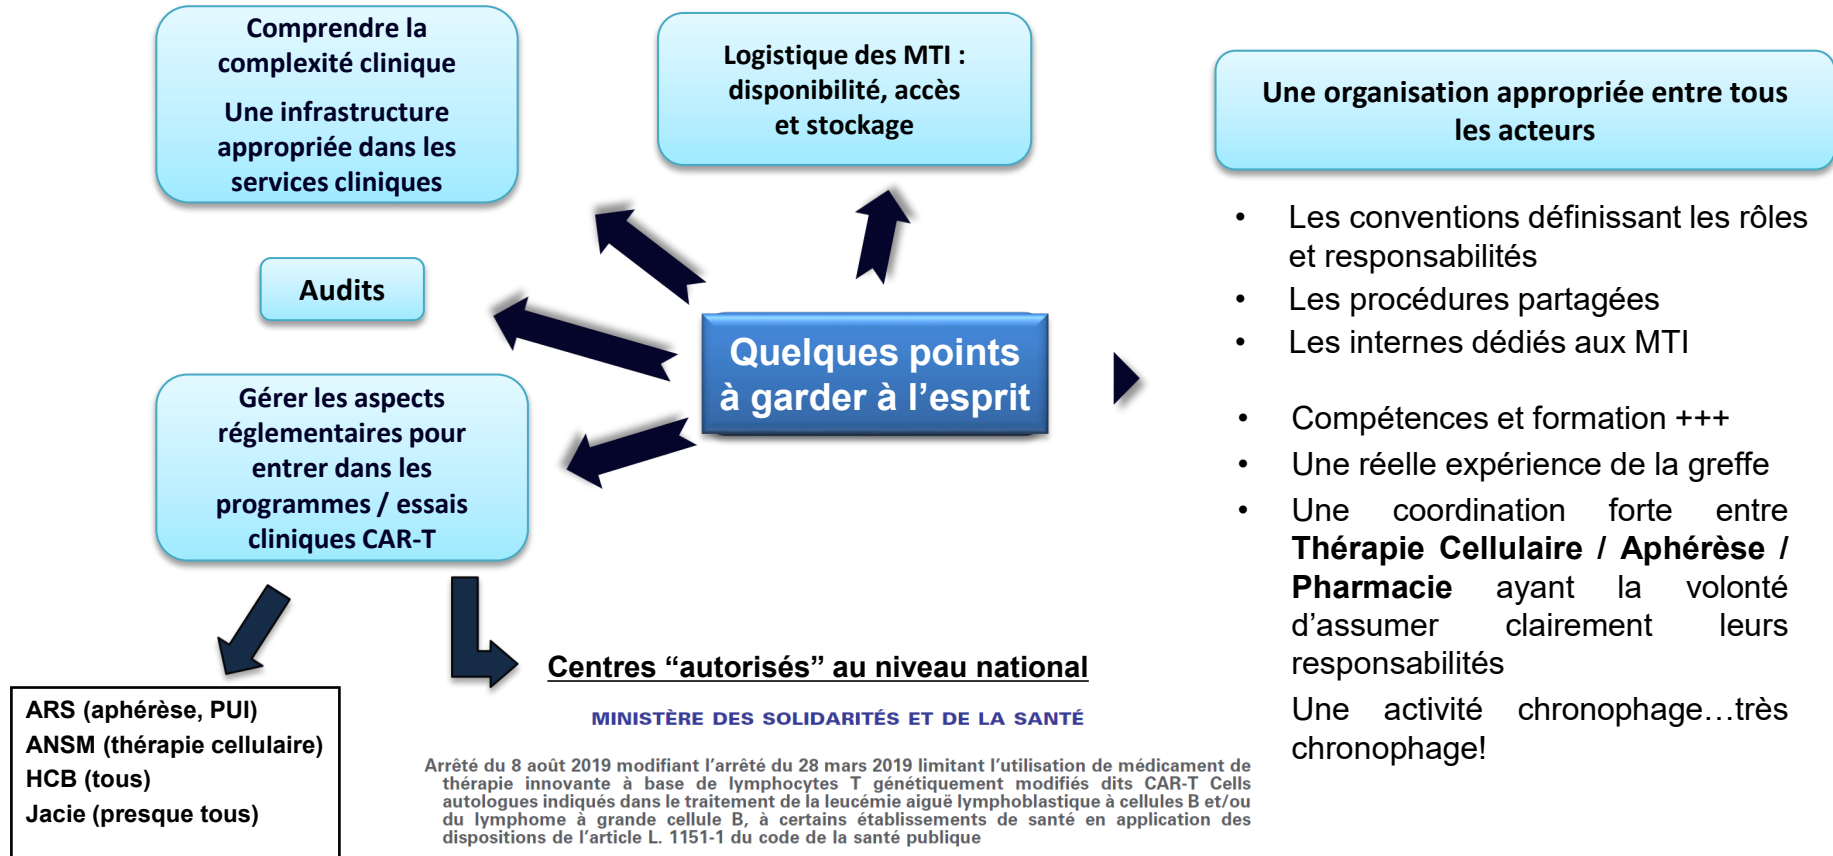 Comprendre la
complexité clinique
Une infrastructure
appropriée dans les
services cliniques
Logistique des MTI :
disponibilité, accès
et stockage
Une organisation appropriée entre tous
les acteurs
Audits
Quelques points
à garder à l’esprit
Gérer les aspects
réglementaires pour
entrer dans les
programmes / essais
cliniques CAR-T
• Les conventions définissant les rôles
et responsabilités
• Les procédures partagées
• Les internes dédiés aux MTI
• Compétences et formation +++
• Une réelle expérience de la greffe
• Une coordination forte entre
Thérapie Cellulaire / Aphérèse /
Pharmacie ayant la volonté
d’assumer clairement leurs
responsabilités
Une activité chronophage…très
chronophage!
ARS (aphérèse, PUI)
ANSM (thérapie cellulaire)
HCB (tous)
Jacie (presque tous)
Centres “autorisés” au niveau national
MINISTÈRE DES SOLIDARITÉS ET DE LA SANTÉ
Arrêté du 8 août 2019 modifiant l’arrêté du 28 mars 2019 limitant l’utilisation de médicament de
thérapie innovante à base de lymphocytes T génétiquement modifiés dits CAR-T Cells
autologues indiqués dans le traitement de la leucémie aiguë lymphoblastique à cellules B et/ou
du lymphome à grande cellule B, à certains établissements de santé en application des
dispositions de l’article L. 1151-1 du code de la santé publique